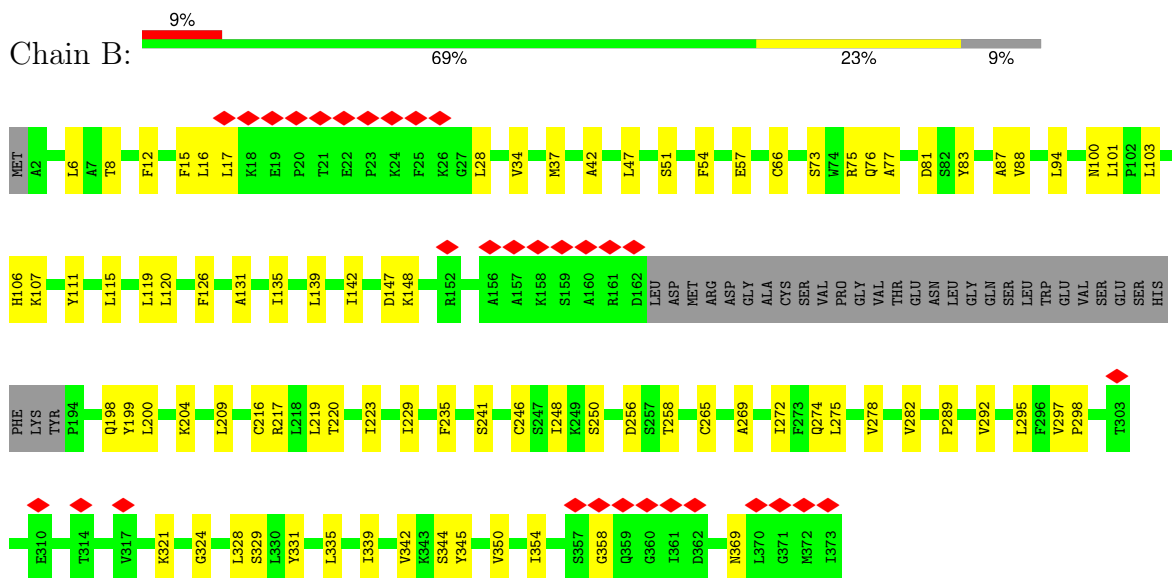 9%
Chain B:
69% 23% 9%
MET A2 L6 A7 T8 F12 F15 L16 L17 K18 E19 P20 T21 E22 P23 K24 F25 K26 G27 L28 V34 M37 A42 L47 S51 F54 E57 C66 S73 W74 R75 Q76 A77 D81 S82 Y83 A87 V88 L94 N100 L101 P102 L103
H106 K107 Y111 L115 L119 L120 F126 A131 I135 L139 I142 D147 K148 R152 A156 A157 K158 S159 A160 R161 D162 LEU ASP MET ARG ASP GLY ALA CYS SER VAL PRO GLY VAL THR GLU ASN LEU GLY GLN SER LEU TRP GLU VAL SER GLU SER HIS
PHE LYS TYR P194 Q198 Y199 L200 K204 L209 C216 R217 L218 L219 T220 I223 I229 F235 S241 C246 S247 I248 K249 S250 D256 S257 T258 C265 A269 I272 F273 Q274 L275 V278 V282 P289 V292 L295 F296 V297 P298 T303
E310 T314 V317 K321 G324 L328 S329 L330 Y331 L335 I339 V342 K343 S344 Y345 V350 I354 S357 G358 Q359 G360 I361 D362 N369 L370 G371 M372 I373